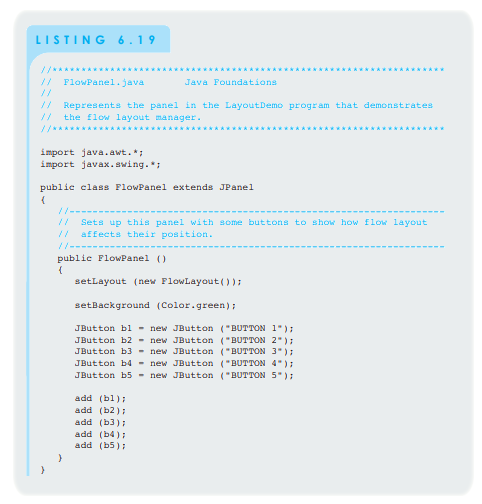 LISTING 6.19
//********************************************************************
//  FlowPanel.java       Java Foundations
//
//  Represents the panel in the LayoutDemo program that demonstrates
//  the flow layout manager.
//********************************************************************
import java.awt.*;
import javax.swing.*;
public class FlowPanel extends JPanel
{
   //-----------------------------------------------------------------
   //  Sets up this panel with some buttons to show how flow layout
   //  affects their position.
   //-----------------------------------------------------------------
   public FlowPanel ()
   {
      setLayout (new FlowLayout());
      setBackground (Color.green);
      JButton b1 = new JButton ("BUTTON 1");
      JButton b2 = new JButton ("BUTTON 2");
      JButton b3 = new JButton ("BUTTON 3");
      JButton b4 = new JButton ("BUTTON 4");
      JButton b5 = new JButton ("BUTTON 5");
      add (b1);
      add (b2);
      add (b3);
      add (b4);
      add (b5);
   }
}